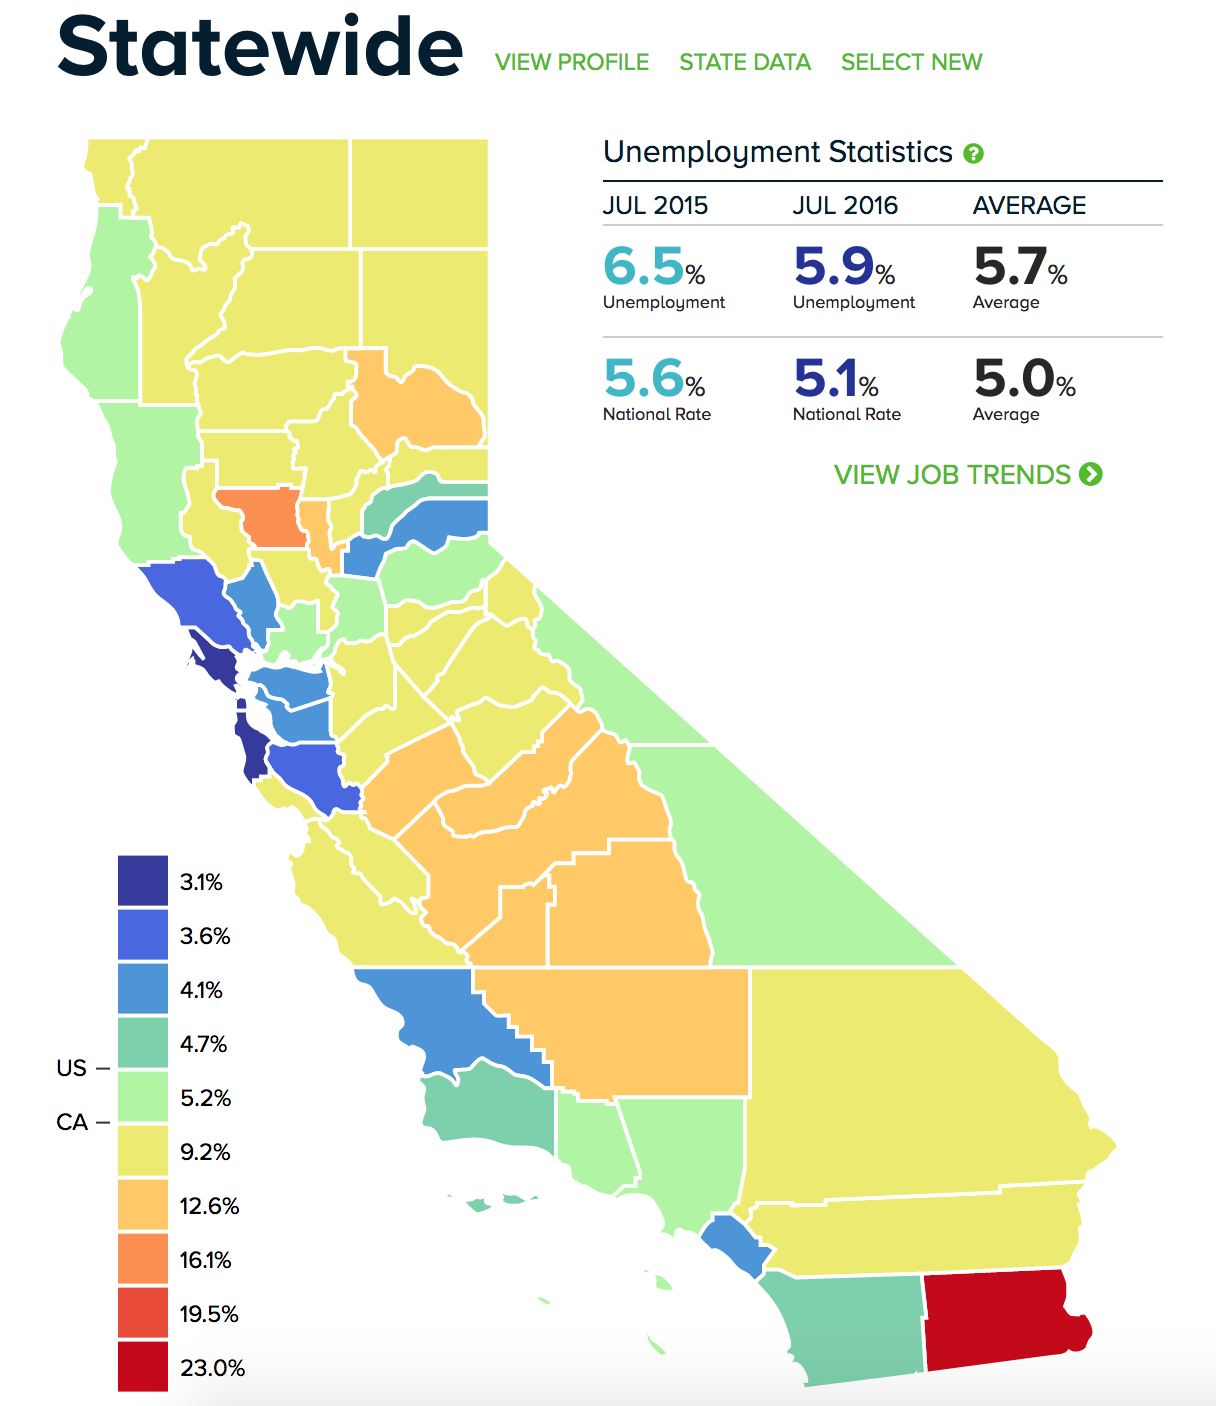 Statewide VIEW PROFILE STATE DATA SELECT NEW
Unemployment Statistics ?
JUL 2015 JUL 2016 AVERAGE
6.5% 5.9% 5.7%
Unemployment Unemployment Average
5.6% 5.1% 5.0%
National Rate National Rate Average
VIEW JOB TRENDS
3.1%
3.6%
4.1%
4.7%
US
5.2%
CA
9.2%
12.6%
16.1%
19.5%
23.0%